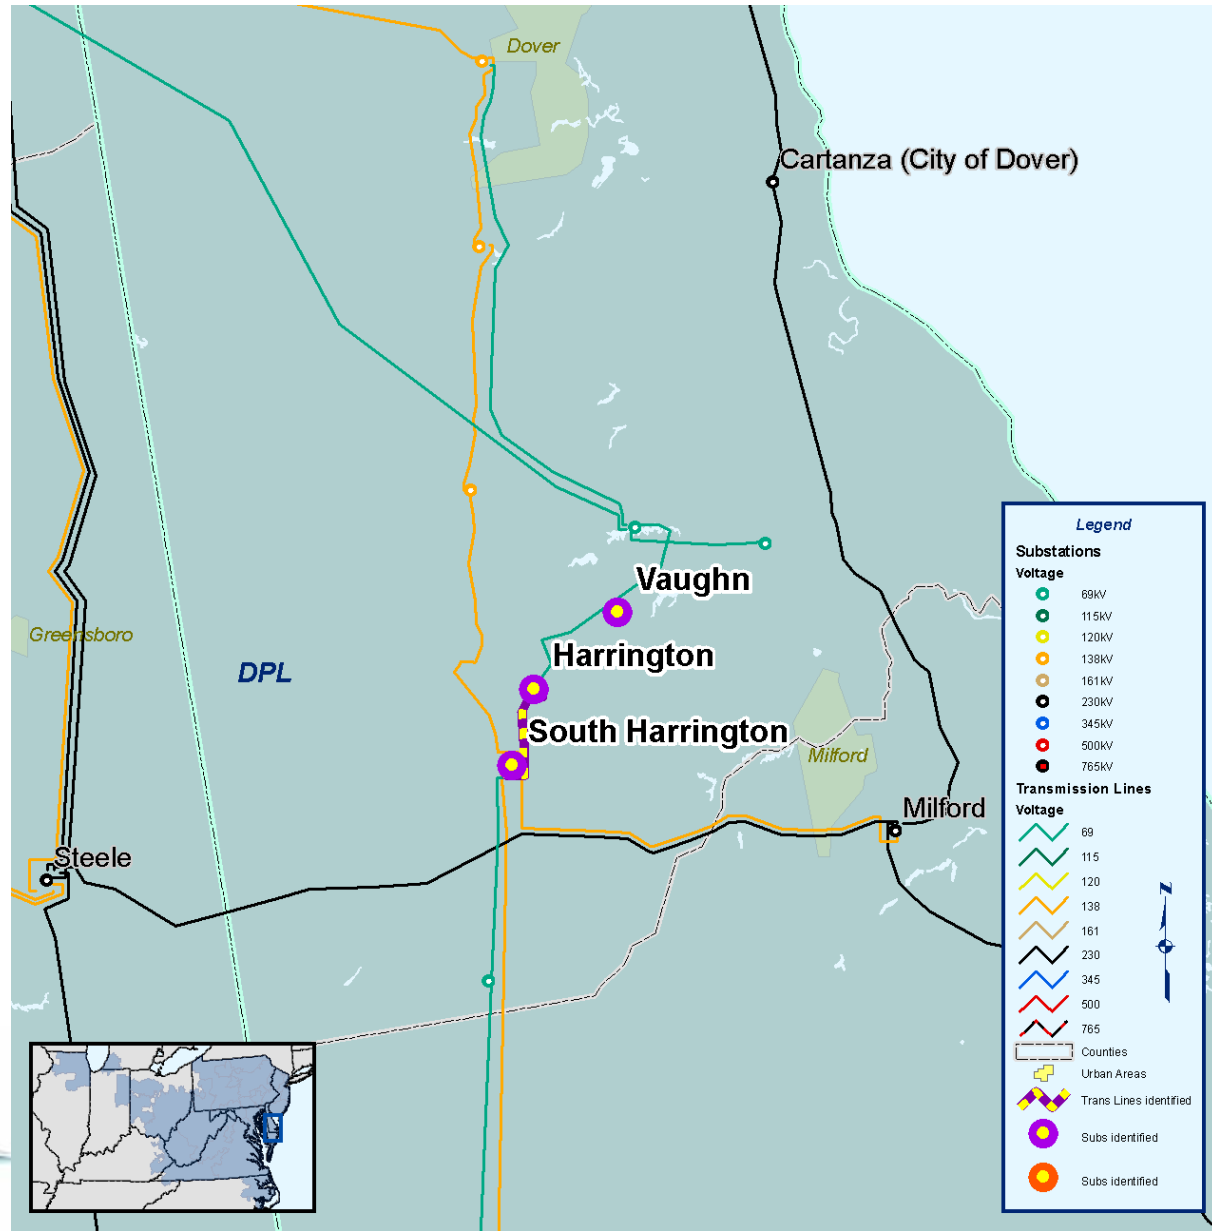 Dover
Cartanza (City of Dover)
Vaughn
Greensboro
DPL
Harrington
South Harrington
Milford
Milford
Steele
Legend
Substations
Voltage
69kV
115kV
120kV
138kV
161kV
230kV
345kV
500kV
765kV
Transmission Lines
Voltage
69
115
120
138
161
230
345
500
765
Counties
Urban Areas
Trans Lines identified
Subs identified
Subs identified
N